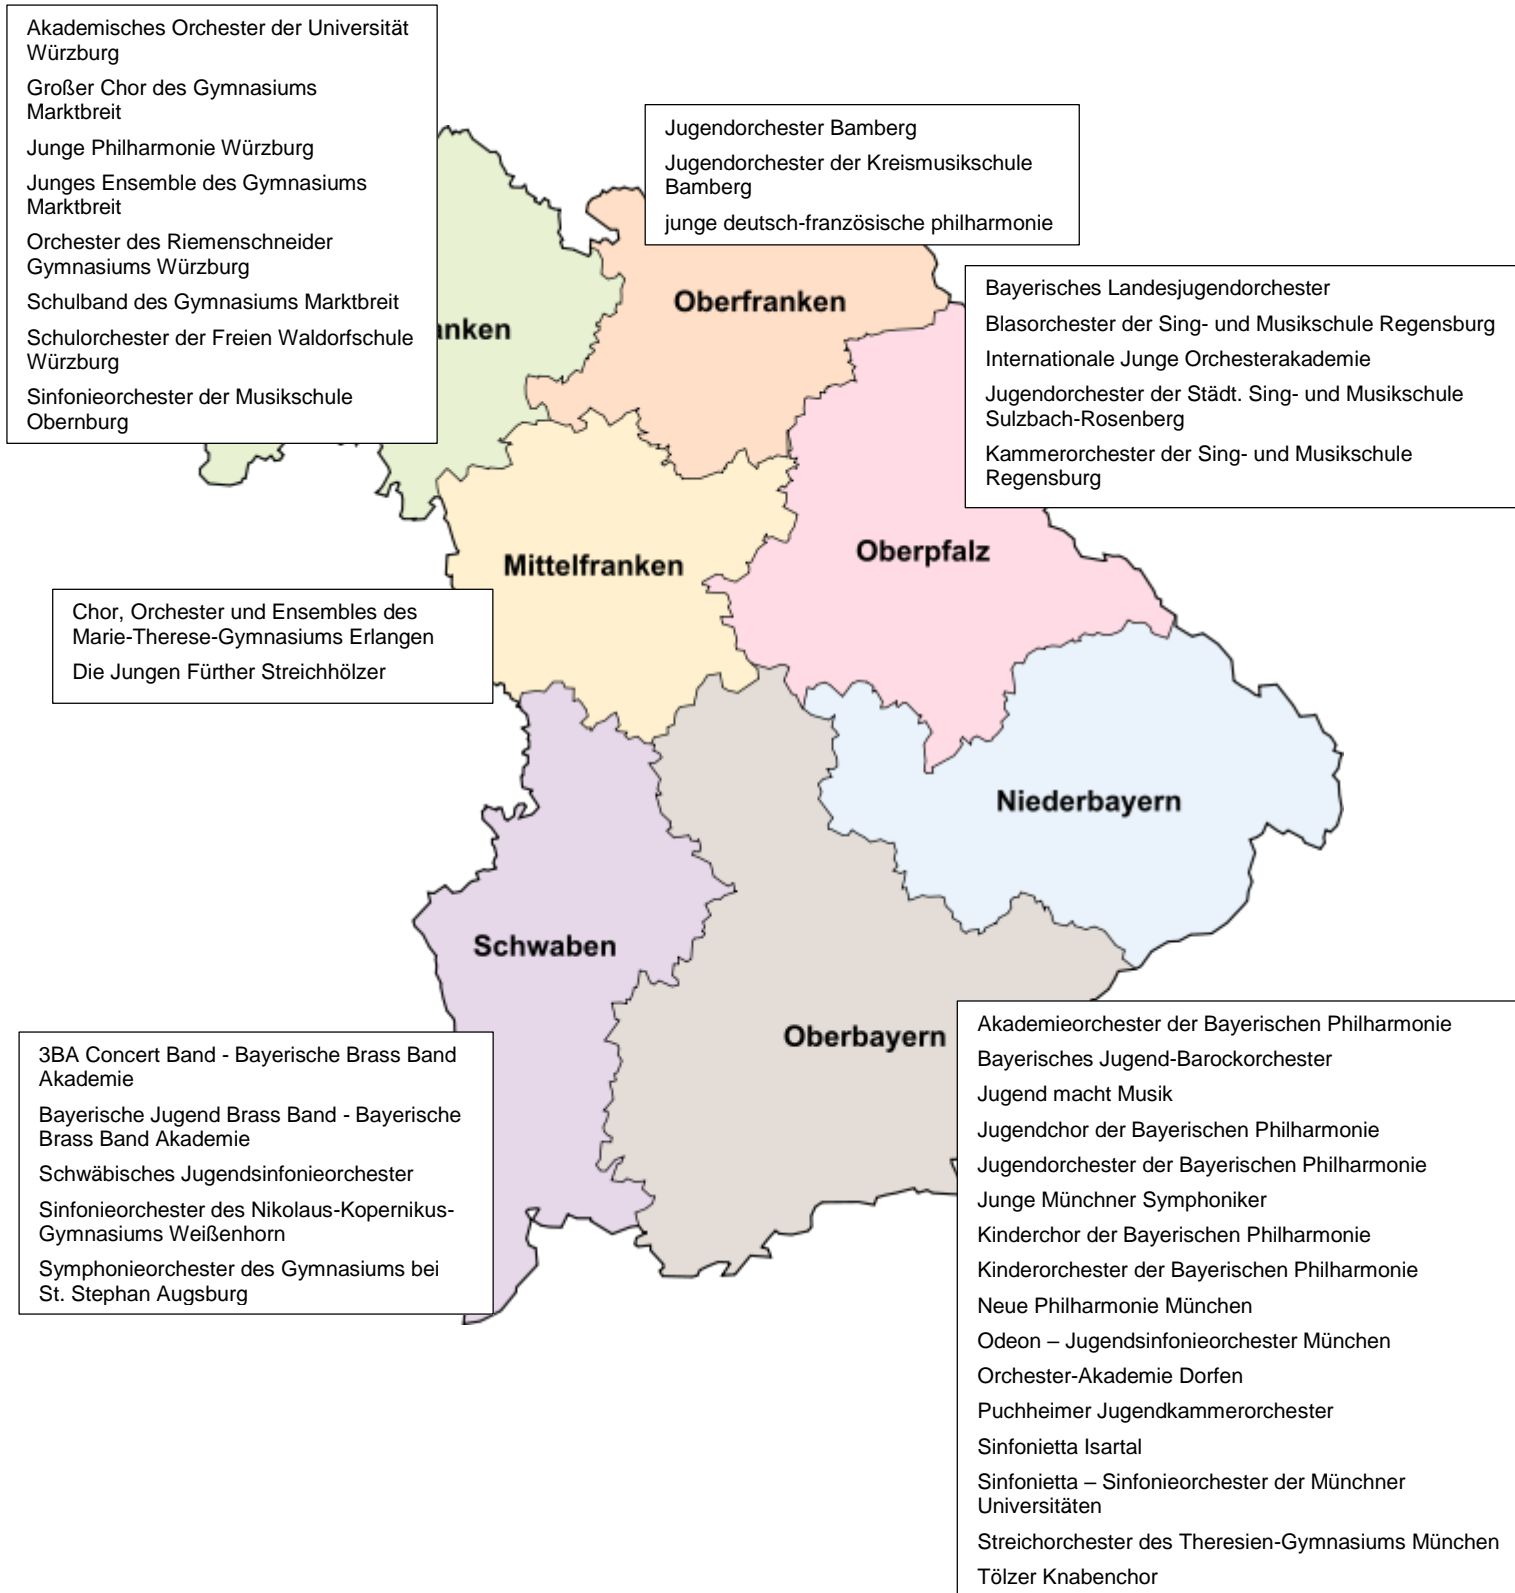 Akademisches Orchester der Universität
Würzburg
Großer Chor des Gymnasiums
Marktbreit
Junge Philharmonie Würzburg
Junges Ensemble des Gymnasiums
Marktbreit
Orchester des Riemenschneider
Gymnasiums Würzburg
Schulband des Gymnasiums Marktbreit
Schulorchester der Freien Waldorfschule
Würzburg
Sinfonieorchester der Musikschule
Obernburg
Jugendorchester Bamberg
Jugendorchester der Kreismusikschule
Bamberg
junge deutsch-französische philharmonie
Oberfranken
anken
Bayerisches Landesjugendorchester
Blasorchester der Sing- und Musikschule Regensburg
Internationale Junge Orchesterakademie
Jugendorchester der Städt. Sing- und Musikschule
Sulzbach-Rosenberg
Kammerorchester der Sing- und Musikschule
Regensburg
Mittelfranken
Oberpfalz
Chor, Orchester und Ensembles des
Marie-Therese-Gymnasiums Erlangen
Die Jungen Fürther Streichhölzer
Niederbayern
Schwaben
Oberbayern
3BA Concert Band - Bayerische Brass Band
Akademie
Bayerische Jugend Brass Band - Bayerische
Brass Band Akademie
Schwäbisches Jugendsinfonieorchester
Sinfonieorchester des Nikolaus-Kopernikus-
Gymnasiums Weißenhorn
Symphonieorchester des Gymnasiums bei
St. Stephan Augsburg
Akademieorchester der Bayerischen Philharmonie
Bayerisches Jugend-Barockorchester
Jugend macht Musik
Jugendchor der Bayerischen Philharmonie
Jugendorchester der Bayerischen Philharmonie
Junge Münchner Symphoniker
Kinderchor der Bayerischen Philharmonie
Kinderorchester der Bayerischen Philharmonie
Neue Philharmonie München
Odeon – Jugendsinfonieorchester München
Orchester-Akademie Dorfen
Puchheimer Jugendkammerorchester
Sinfonietta Isartal
Sinfonietta – Sinfonieorchester der Münchner
Universitäten
Streichorchester des Theresien-Gymnasiums München
Tölzer Knabenchor